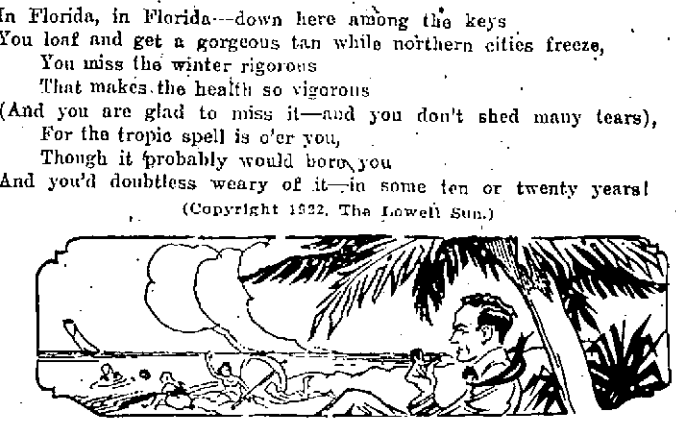 In Florida, in Florida---down here among the keys
You loaf and get a gorgeous tan while northern cities freeze,
You miss the winter rigorous
That makes the health so vigorous
(And you are glad to miss it—and you don't shed many tears),
For the tropic spell is o'er you,
Though it probably would bore you
And you'd doubtless weary of it—in some ten or twenty years!
(Copyright 1922, The Lowell Sun.)